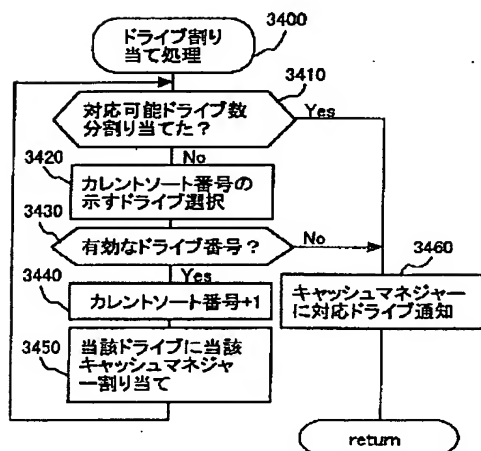 ドライブ割り
当て処理
3400
3410
対応可能ドライブ数
分割り当てた?
Yes
No
3420
カレントソート番号の
示すドライブ選択
3430
有効なドライブ番号?
No
3460
Yes
3440
カレントソート番号+1
キャッシュマネジャー
に対応ドライブ通知
3450
当該ドライブに当該
キャッシュマネジャ
ー割り当て
return